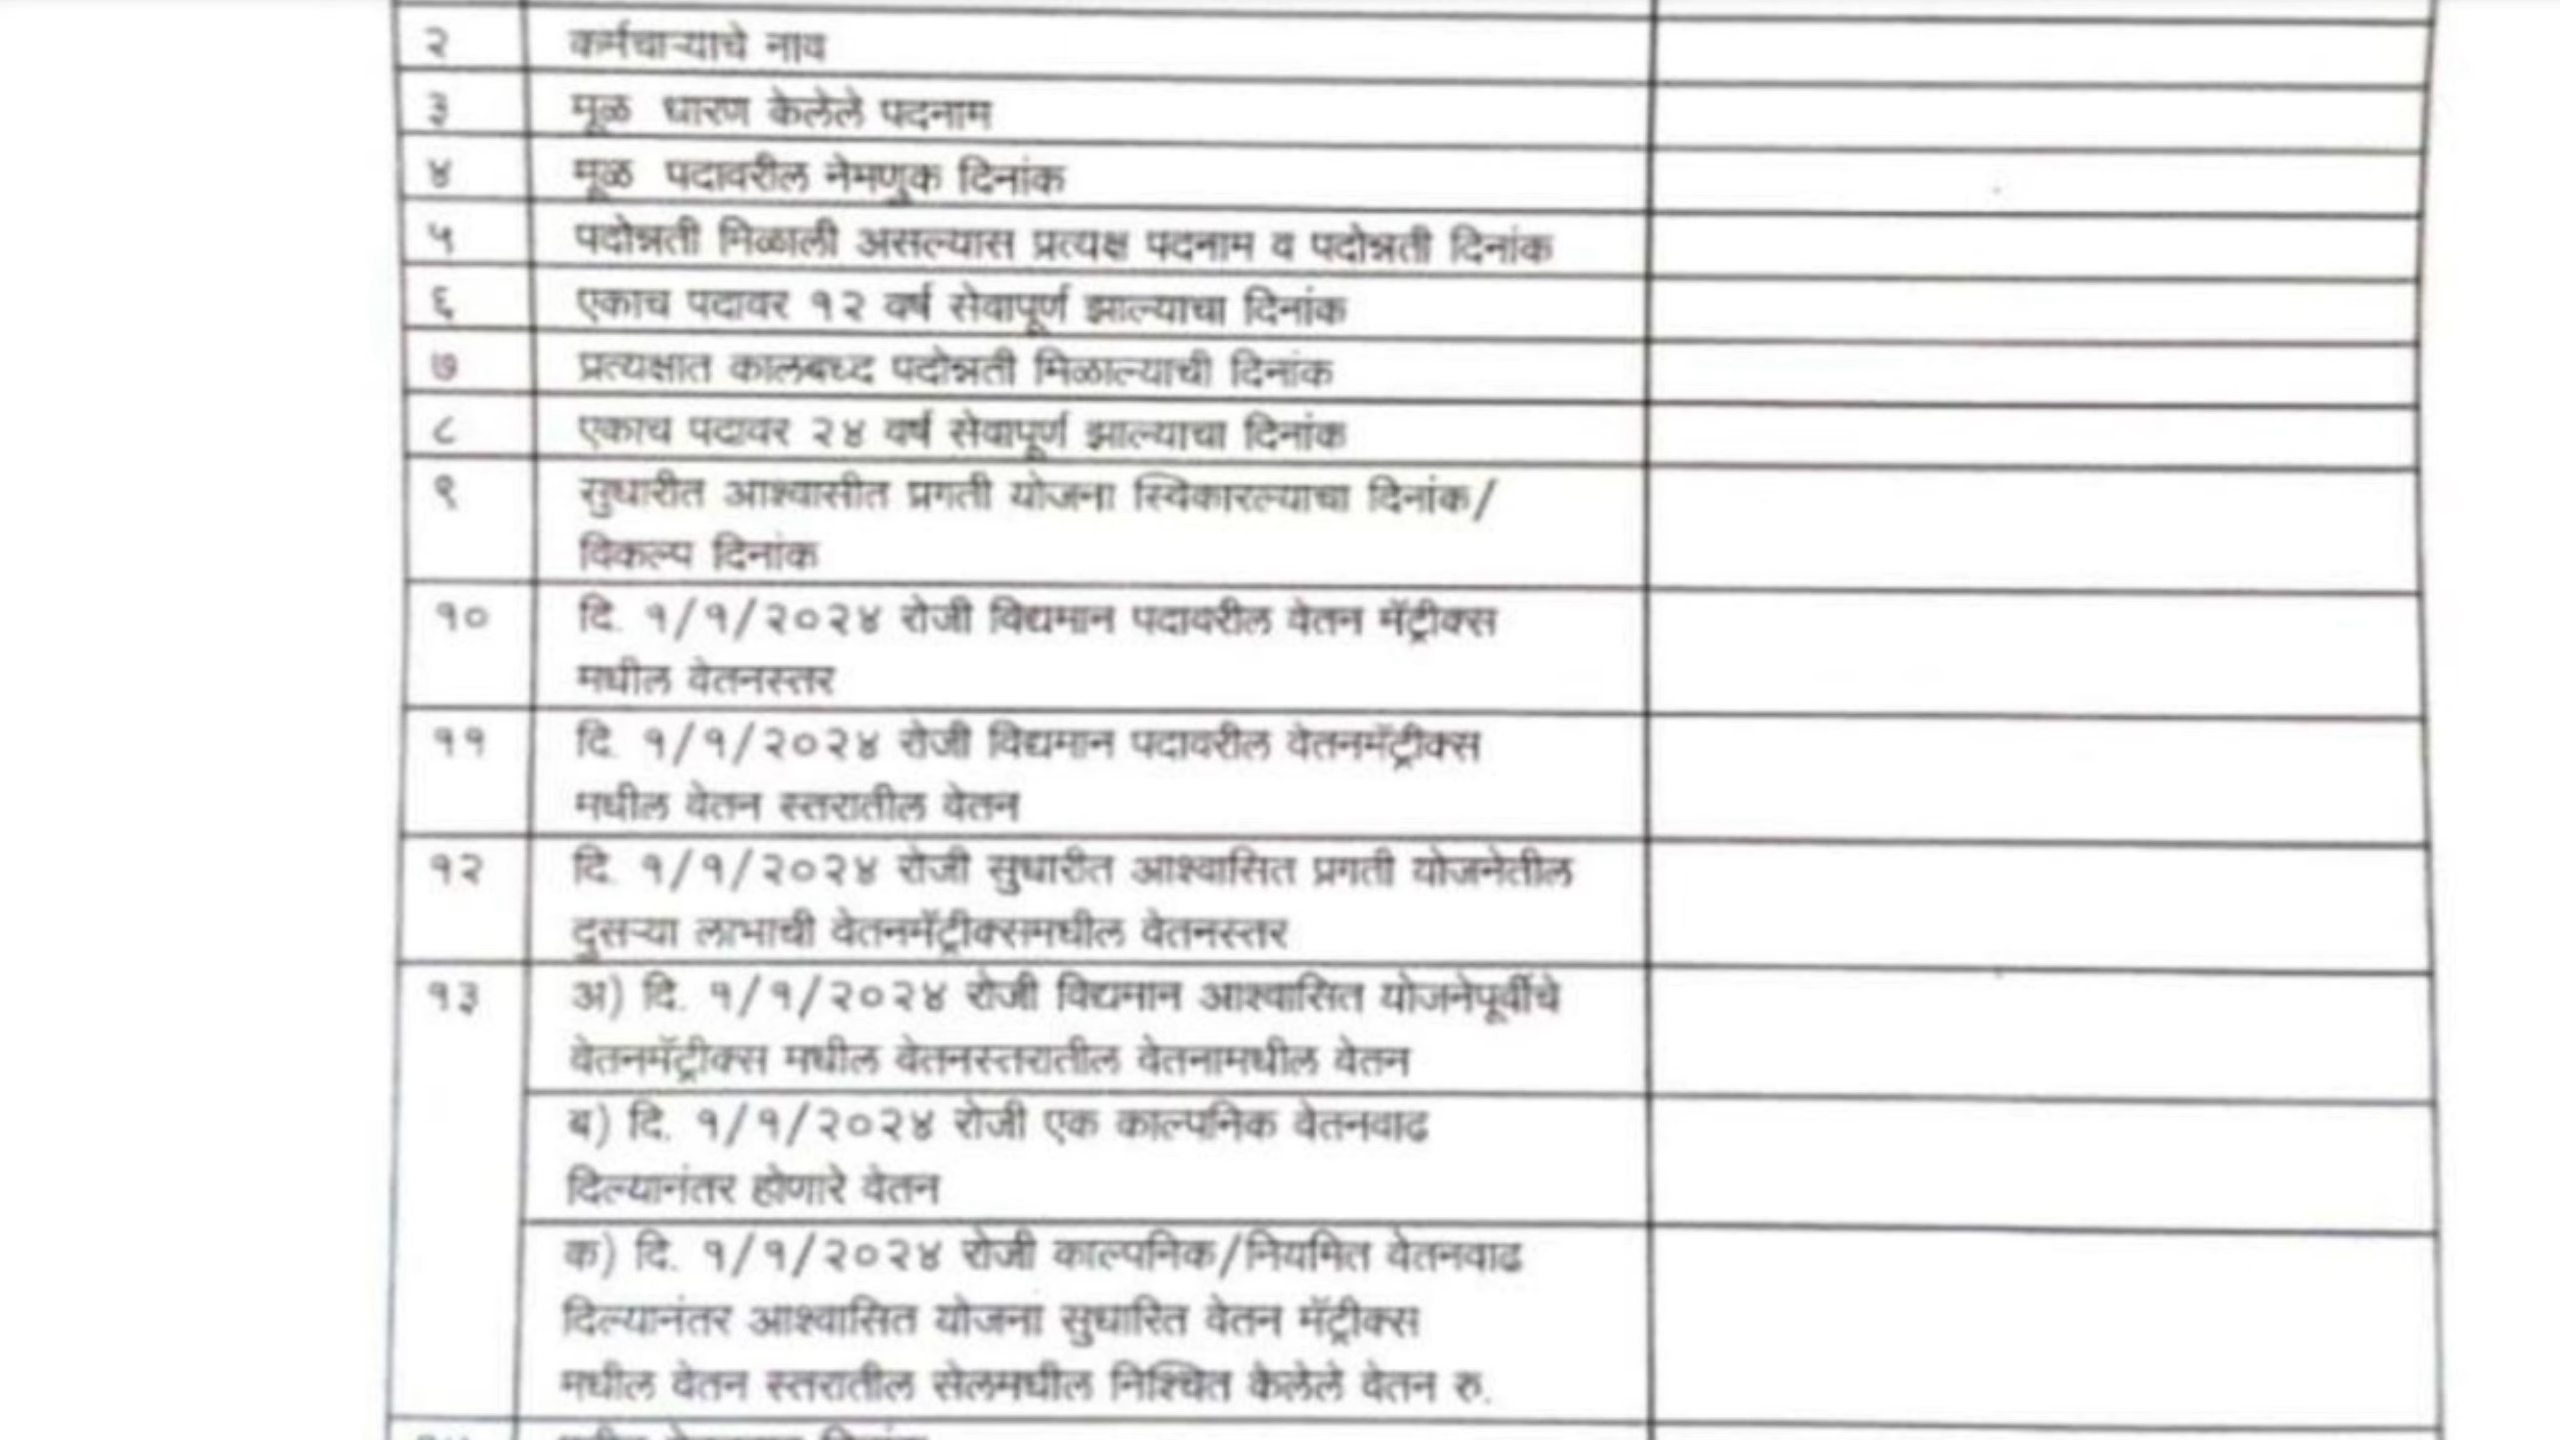 २ कर्मचाऱ्याचे नाव
३ मूळ धारण केलेले पदनाम
४ मूळ पदावरील नेमणुक दिनांक
५ पदोन्नती मिळाली असल्यास प्रत्यक्ष पदनाम व पदोन्नती दिनांक
६ एकाच पदावर १२ वर्ष सेवापूर्ण झाल्याचा दिनांक
७ प्रत्यक्षात कालबध्द पदोन्नती मिळाल्याची दिनांक
८ एकाच पदावर २४ वर्ष सेवापूर्ण झाल्याचा दिनांक
९ सुधारीत आश्वासीत प्रगती योजना स्विकारल्याचा दिनांक/
विकल्प दिनांक
१० दि. १/१/२०२४ रोजी विद्यमान पदावरील वेतन मॅट्रीक्स
मधील वेतनस्तर
११ दि. १/१/२०२४ रोजी विद्यमान पदावरील वेतनमॅट्रीक्स
मधील वेतन स्तरातील वेतन
१२ दि. १/१/२०२४ रोजी सुधारीत आश्वासित प्रगती योजनेतील
दुसऱ्या लाभाची वेतनमॅट्रीक्समधील वेतनस्तर
१३ अ) दि. १/१/२०२४ रोजी विद्यमान आश्वासित योजनेपूर्वीचे
वेतनमॅट्रीक्स मधील वेतनस्तरातील वेतनामधील वेतन
ब) दि. १/१/२०२४ रोजी एक काल्पनिक वेतनवाढ
दिल्यानंतर होणारे वेतन
क) दि. १/१/२०२४ रोजी काल्पनिक/नियमित वेतनवाढ
दिल्यानंतर आश्वासित योजना सुधारित वेतन मॅट्रीक्स
मधील वेतन स्तरातील सेलमधील निश्चित केलेले वेतन रु.